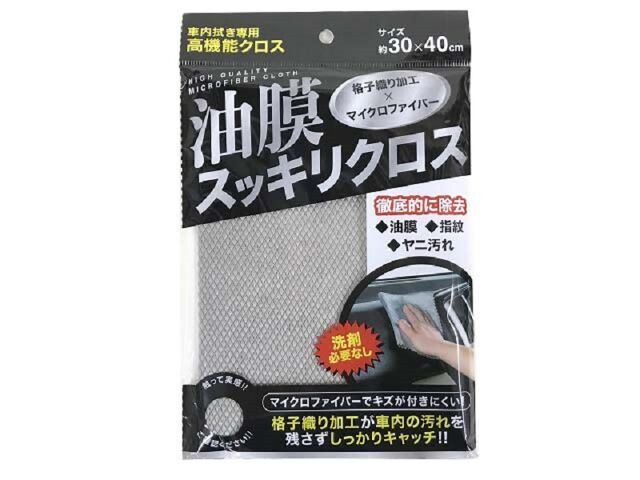 車内拭き専用
高機能クロス
サイズ
約30×40cm
HIGH QUALITY
MICROFIBER CLOTH
格子織り加工
×
マイクロファイバー
油膜
スッキリクロス
徹底的に除去
◆油膜 ◆指紋
◆ヤニ汚れ
洗剤
必要なし
触って実感!!
ください!!
マイクロファイバーでキズが付きにくい!
格子織り加工が車内の汚れを
残さずしっかりキャッチ!!